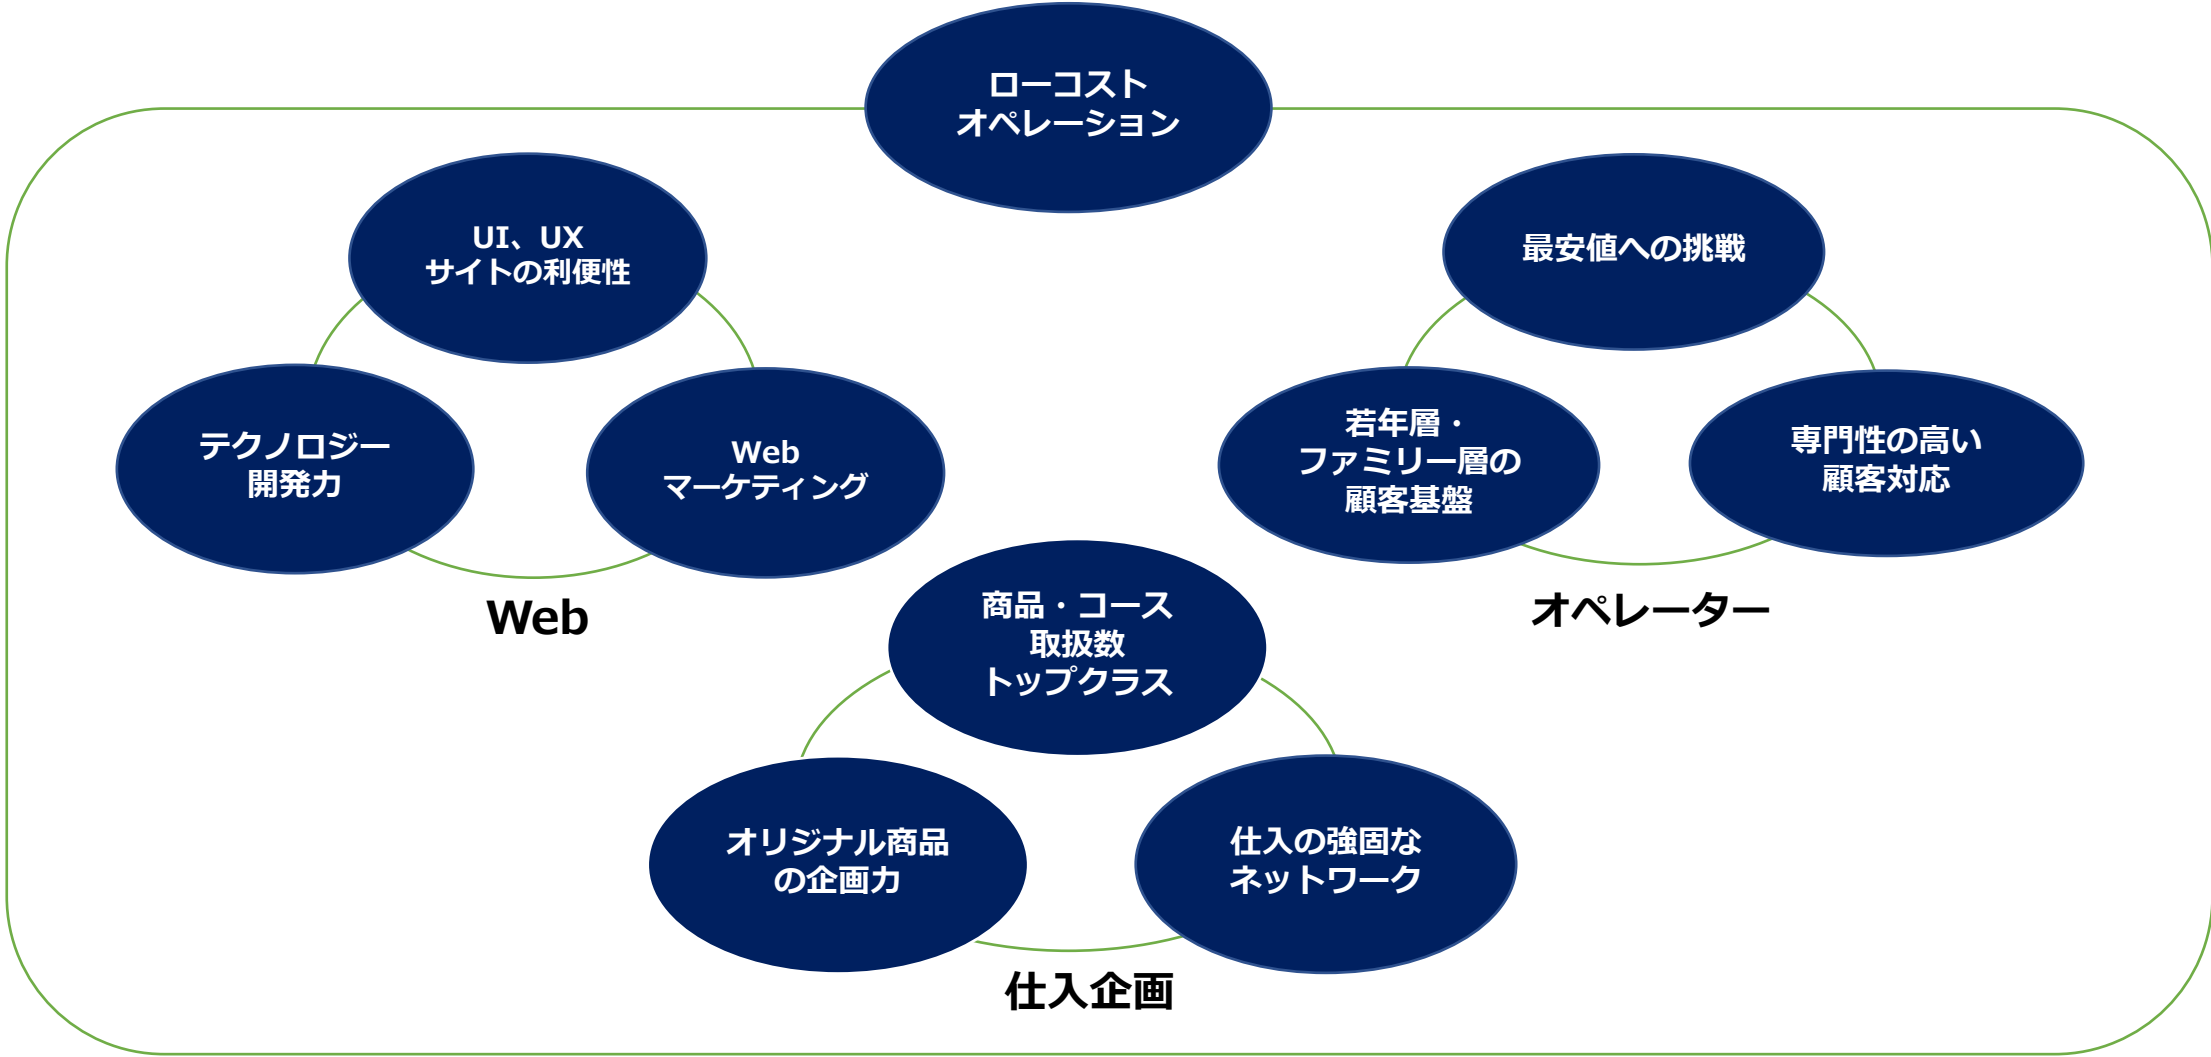 ローコスト
オペレーション
UI、UX
サイトの利便性
テクノロジー
開発力
Web
マーケティング
Web
最安値への挑戦
若年層・
ファミリー層の
顧客基盤
専門性の高い
顧客対応
オペレーター
商品・コース
取扱数
トップクラス
オリジナル商品
の企画力
仕入の強固な
ネットワーク
仕入企画